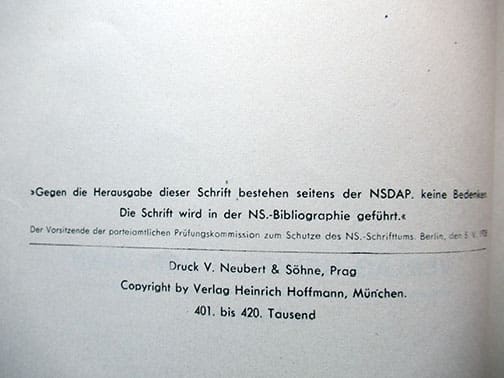 »Gegen die Herausgabe dieser Schrift bestehen seitens der NSDAP. keine Bedenken
Die Schrift wird in der NS.-Bibliographie geführt.«
Der Vorsitzende der parteiamtlichen Prüfungskommission zum Schutze des NS.-Schrifttums. Berlin, den 5. V.
Druck V. Neubert & Söhne, Prag
Copyright by Verlag Heinrich Hoffmann, München.
401. bis 420. Tausend